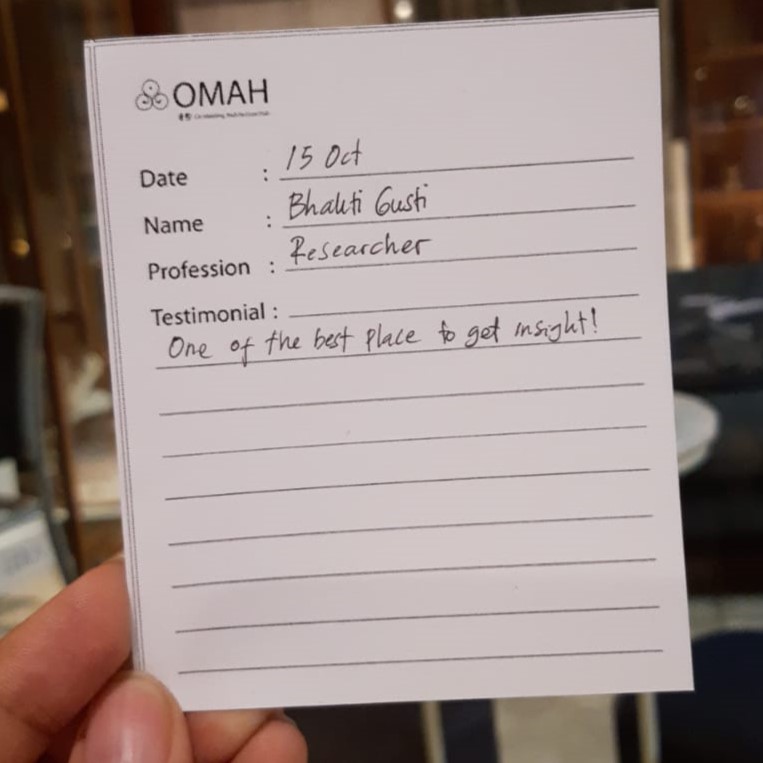 OMAH
Date : 15 Oct
Name : Bhakti Gusti
Profession : Researcher
Testimonial :
One of the best place to get insight!